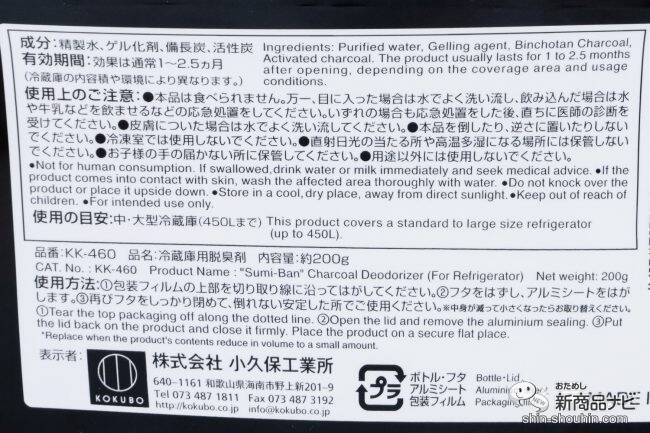 成分：精製水、ゲル化剤、備長炭、活性炭
有効期間：効果は通常1～2.5ヵ月
（冷蔵庫の内容積や環境により異なります。）
Ingredients: Purified water, Gelling agent, Binchotan Charcoal,
Activated charcoal. The product usually lasts for 1 to 2.5 months
after opening, depending on the coverage area and usage
conditions.
使用上のご注意：●本品は食べられません。万一、目に入った場合は水でよく洗い流し、飲み込んだ場合は水
や牛乳などを飲ませるなどの応急処置をしてください。いずれの場合も応急処置をした後、直ちに医師の診断を
受けてください。●皮膚についた場合は水でよく洗い流してください。●本品を倒したり、逆さに置いたりしない
でください。●冷凍室では使用しないでください。●直射日光の当たる所や高温多湿になる場所には保管しない
でください。●お子様の手の届かない所に保管してください。●用途以外には使用しないでください。
●Not for human consumption. If swallowed,drink water or milk immediately and seek medical advice. ●If the
product comes into contact with skin, wash the affected area thoroughly with water. ●Do not knock over the
product or place it upside down. ●Store in a cool,dry place, away from direct sunlight. ●Keep out of reach of
children. ●For intended use only.
使用の目安：中・大型冷蔵庫（450Lまで） This product covers a standard to large size refrigerator
(up to 450L).
品番：KK-460 品名：冷蔵庫用脱臭剤 内容量：約200g
CAT. No. : KK-460 Product Name : "Sumi-Ban" Charcoal Deodorizer (For Refrigerator) Net weight: 200g
使用方法：①包装フィルムの上部を切り取り線に沿ってはがしてください。②フタをはずし、アルミシートをはが
します。③再びフタをしっかり閉めて、倒れない安定した所でご使用ください。※中身が減って小さくなったらお取り替えください。
①Tear the top packaging off along the dotted line. ②Open the lid and remove the aluminium sealing. ③Put
the lid back on the product and close it firmly. Place the product on a secure flat place.
*Replace when the product's contents reduce in volume to a small amount.
表示者：
KOKUBO
株式会社 小久保工業所
640-1161 和歌山県海南市野上新201-9
Tel 073 487 1811 Fax 073 487 3192
www.kokubo.co.jp info@kokubo.co.jp
プラ
ボトル・フタ
アルミシート
包装フィルム
Bottle・Lid
Aluminium
Packaging
おためし
新商品ナビ
shin-shouhin.com